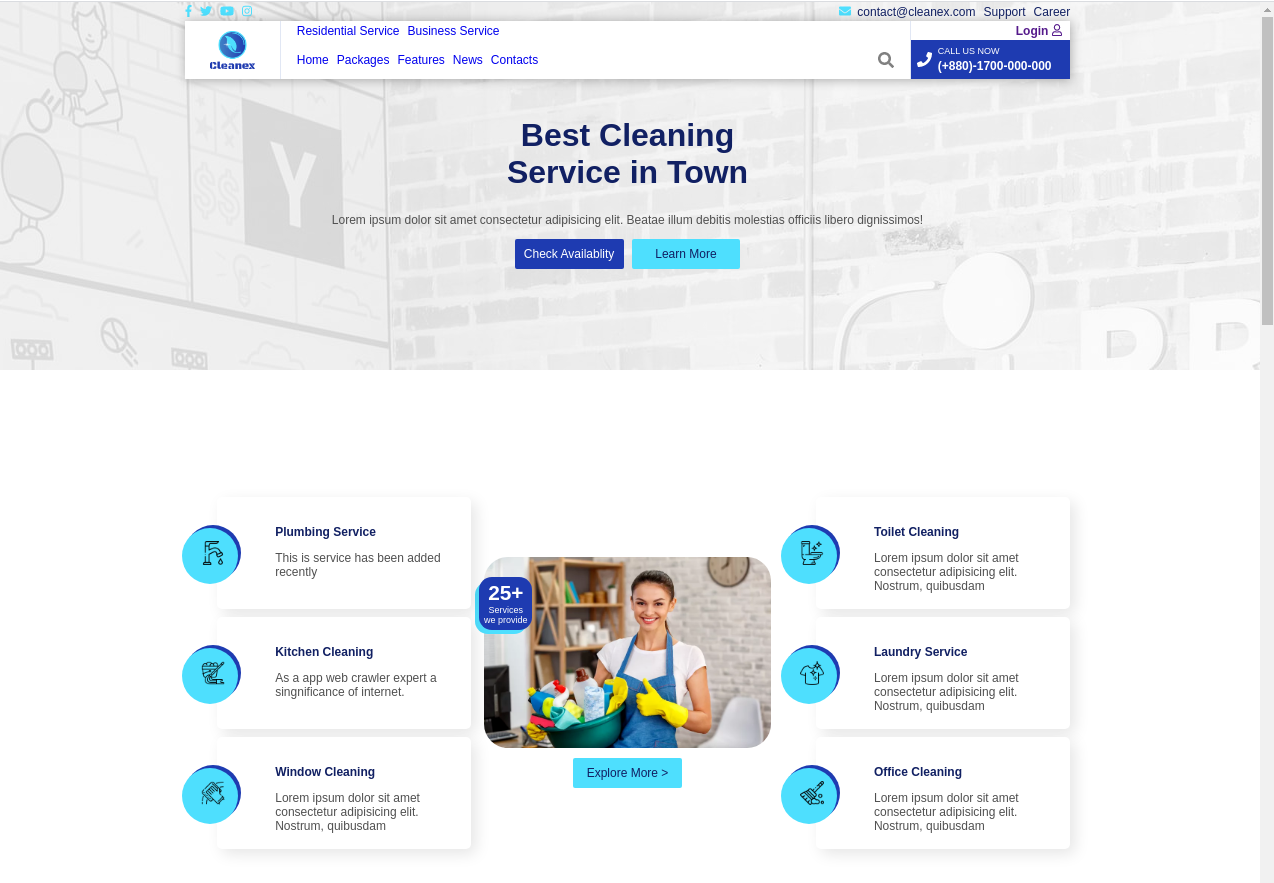 contact@cleanex.com Support Career
Cleanex
Residential Service Business Service
Home Packages Features News Contacts
Login
CALL US NOW
(+880)-1700-000-000
Y
Best Cleaning
Service in Town
Lorem ipsum dolor sit amet consectetur adipisicing elit. Beatae illum debitis molestias officiis libero dignissimos!
Check Availablity
Learn More
Plumbing Service
This is service has been added
recently
Kitchen Cleaning
As a app web crawler expert a
singnificance of internet.
Window Cleaning
Lorem ipsum dolor sit amet
consectetur adipisicing elit.
Nostrum, quibusdam
25+
Services
we provide
Explore More >
Toilet Cleaning
Lorem ipsum dolor sit amet
consectetur adipisicing elit.
Nostrum, quibusdam
Laundry Service
Lorem ipsum dolor sit amet
consectetur adipisicing elit.
Nostrum, quibusdam
Office Cleaning
Lorem ipsum dolor sit amet
consectetur adipisicing elit.
Nostrum, quibusdam